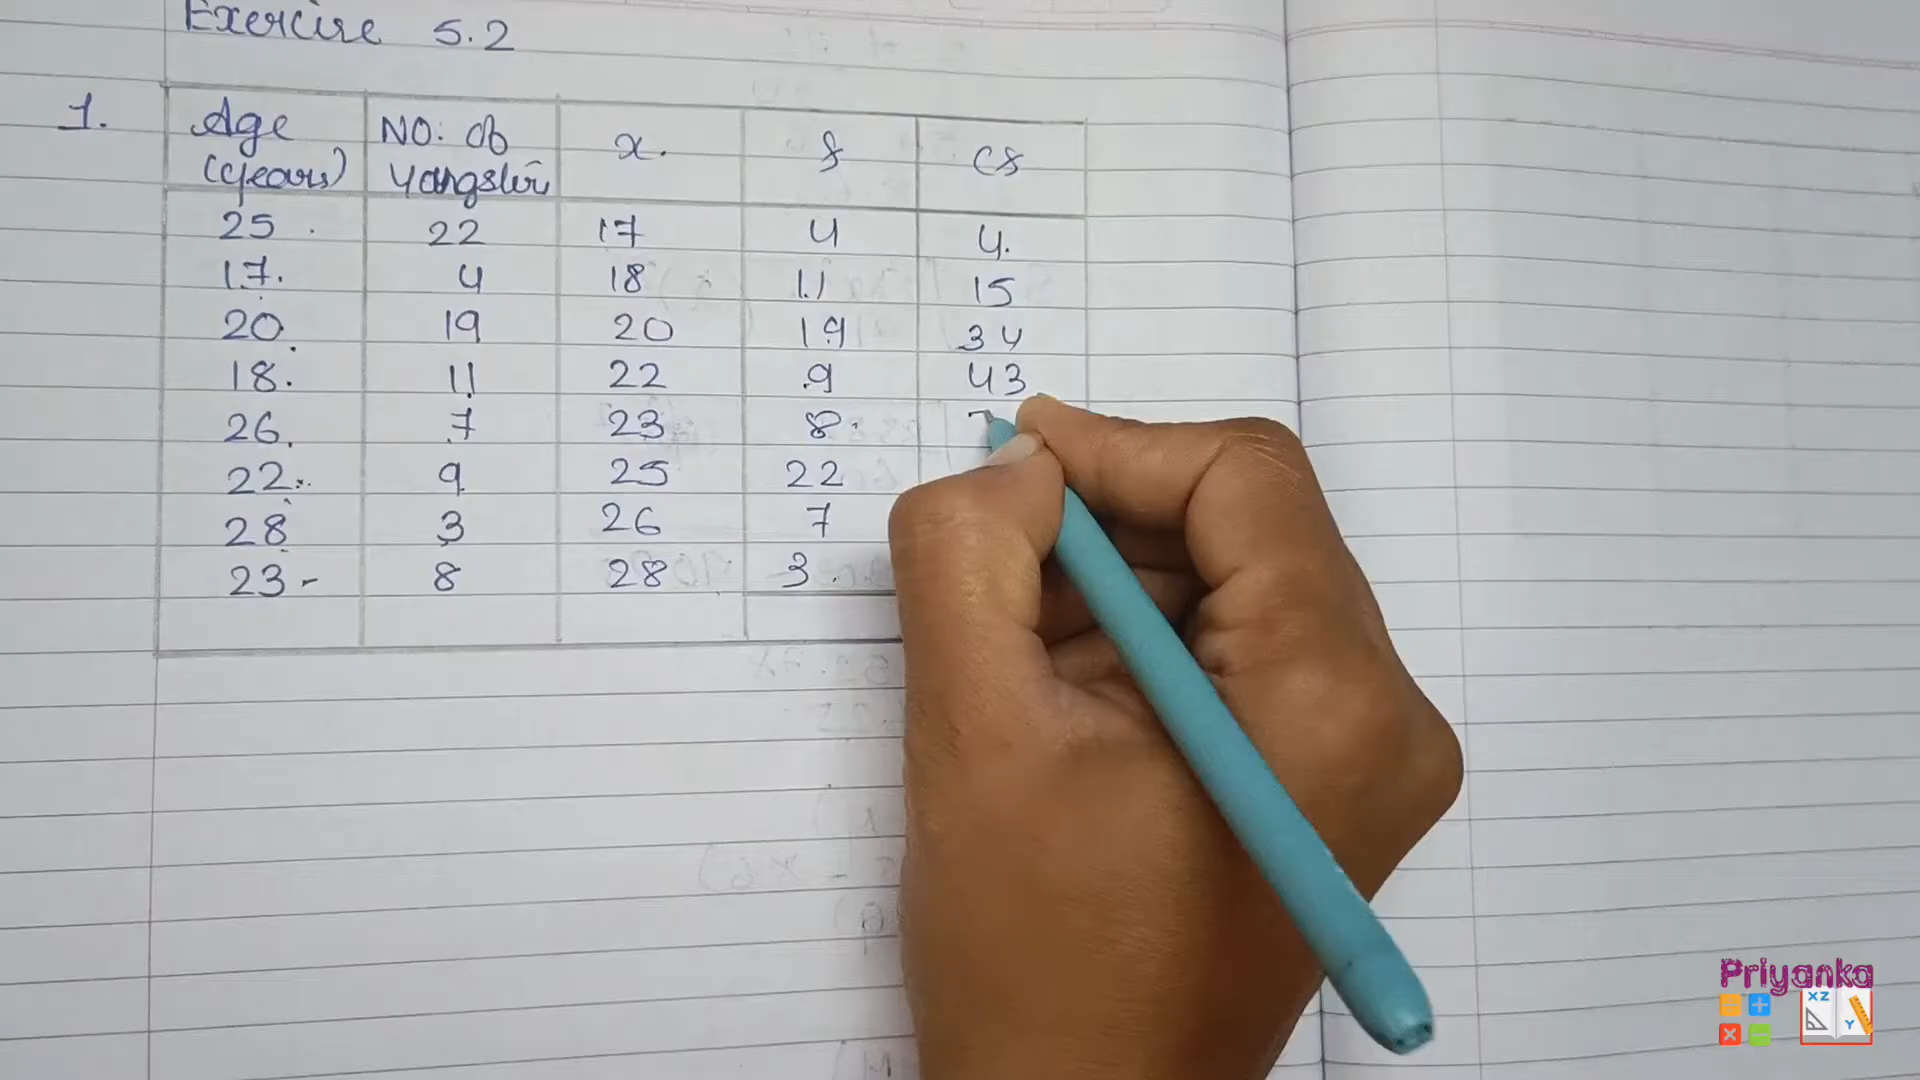 Exercise 5.2
1.
Age (years) NO: of Yangsters x. f cf
25 22 17 4 4.
17. 4 18 11 15
20. 19 20 19 34
18. 11 22 9 43
26. 7 23 8
22 9 25 22
28 3 26 7
23 8 28 3
Priyanka
XZ
Y